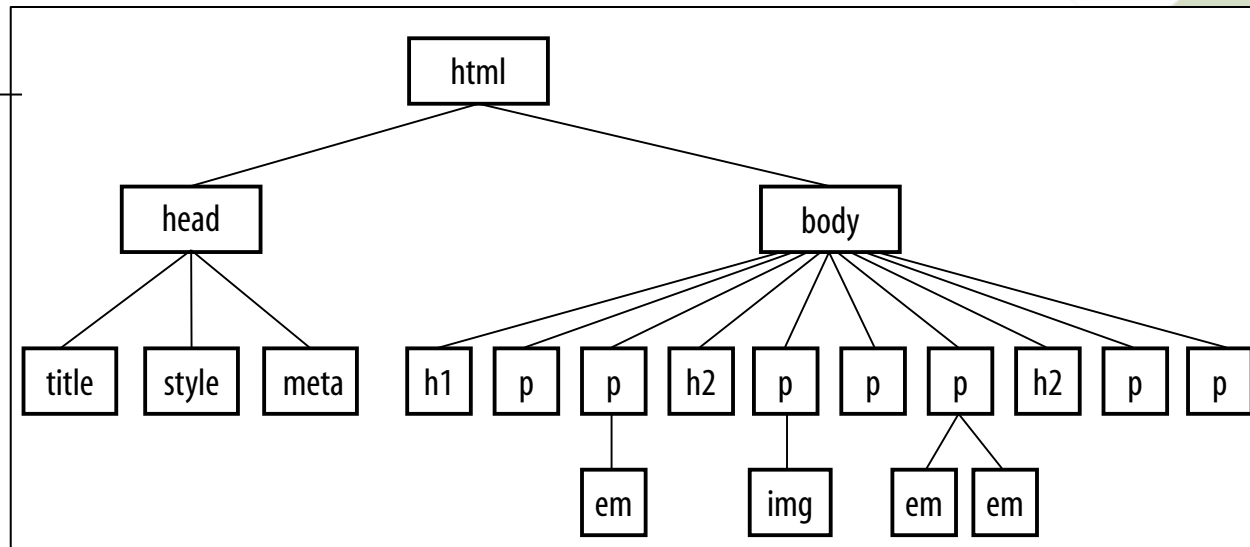 html
head body
title style meta h1 p p h2 p p p h2 p p
em img em em